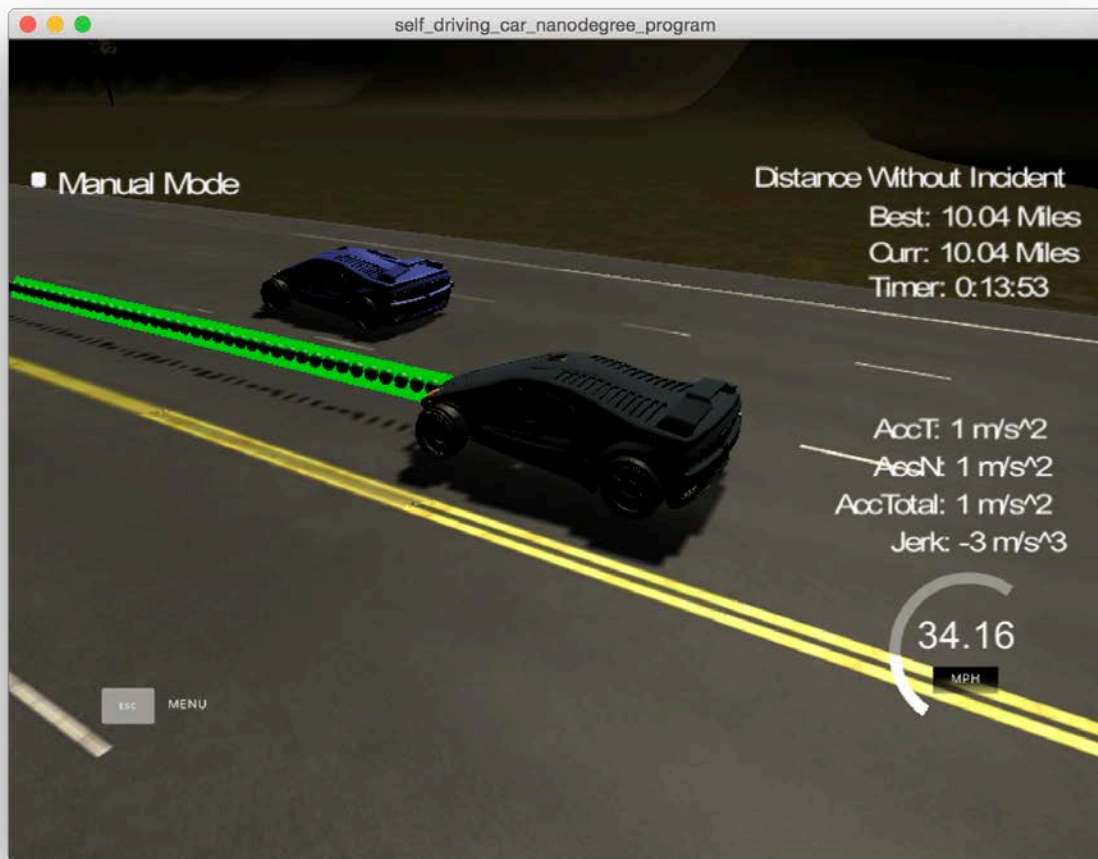 self_driving_car_nanodegree_program
Manual Mode
Distance Without Incident
Best: 10.04 Miles
Curr: 10.04 Miles
Timer: 0:13:53
AccT: 1 m/s^2
AccN: 1 m/s^2
AccTotal: 1 m/s^2
Jerk: -3 m/s^3
34.16
MPH
ESC MENU